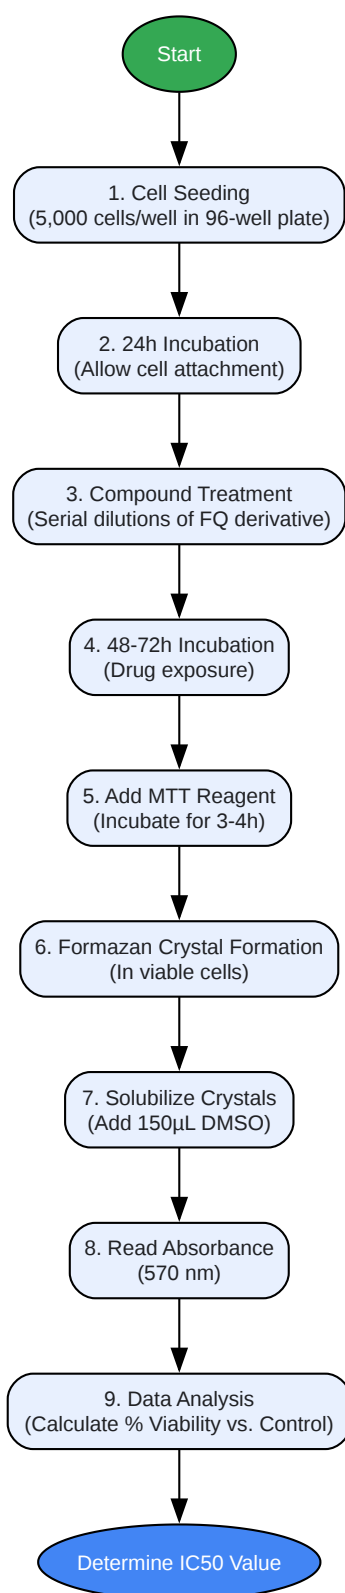 Start
1. Cell Seeding
(5,000 cells/well in 96-well plate)
2. 24h Incubation
(Allow cell attachment)
3. Compound Treatment
(Serial dilutions of FQ derivative)
4. 48-72h Incubation
(Drug exposure)
5. Add MTT Reagent
(Incubate for 3-4h)
6. Formazan Crystal Formation
(In viable cells)
7. Solubilize Crystals
(Add 150µL DMSO)
8. Read Absorbance
(570 nm)
9. Data Analysis
(Calculate % Viability vs. Control)
Determine IC50 Value